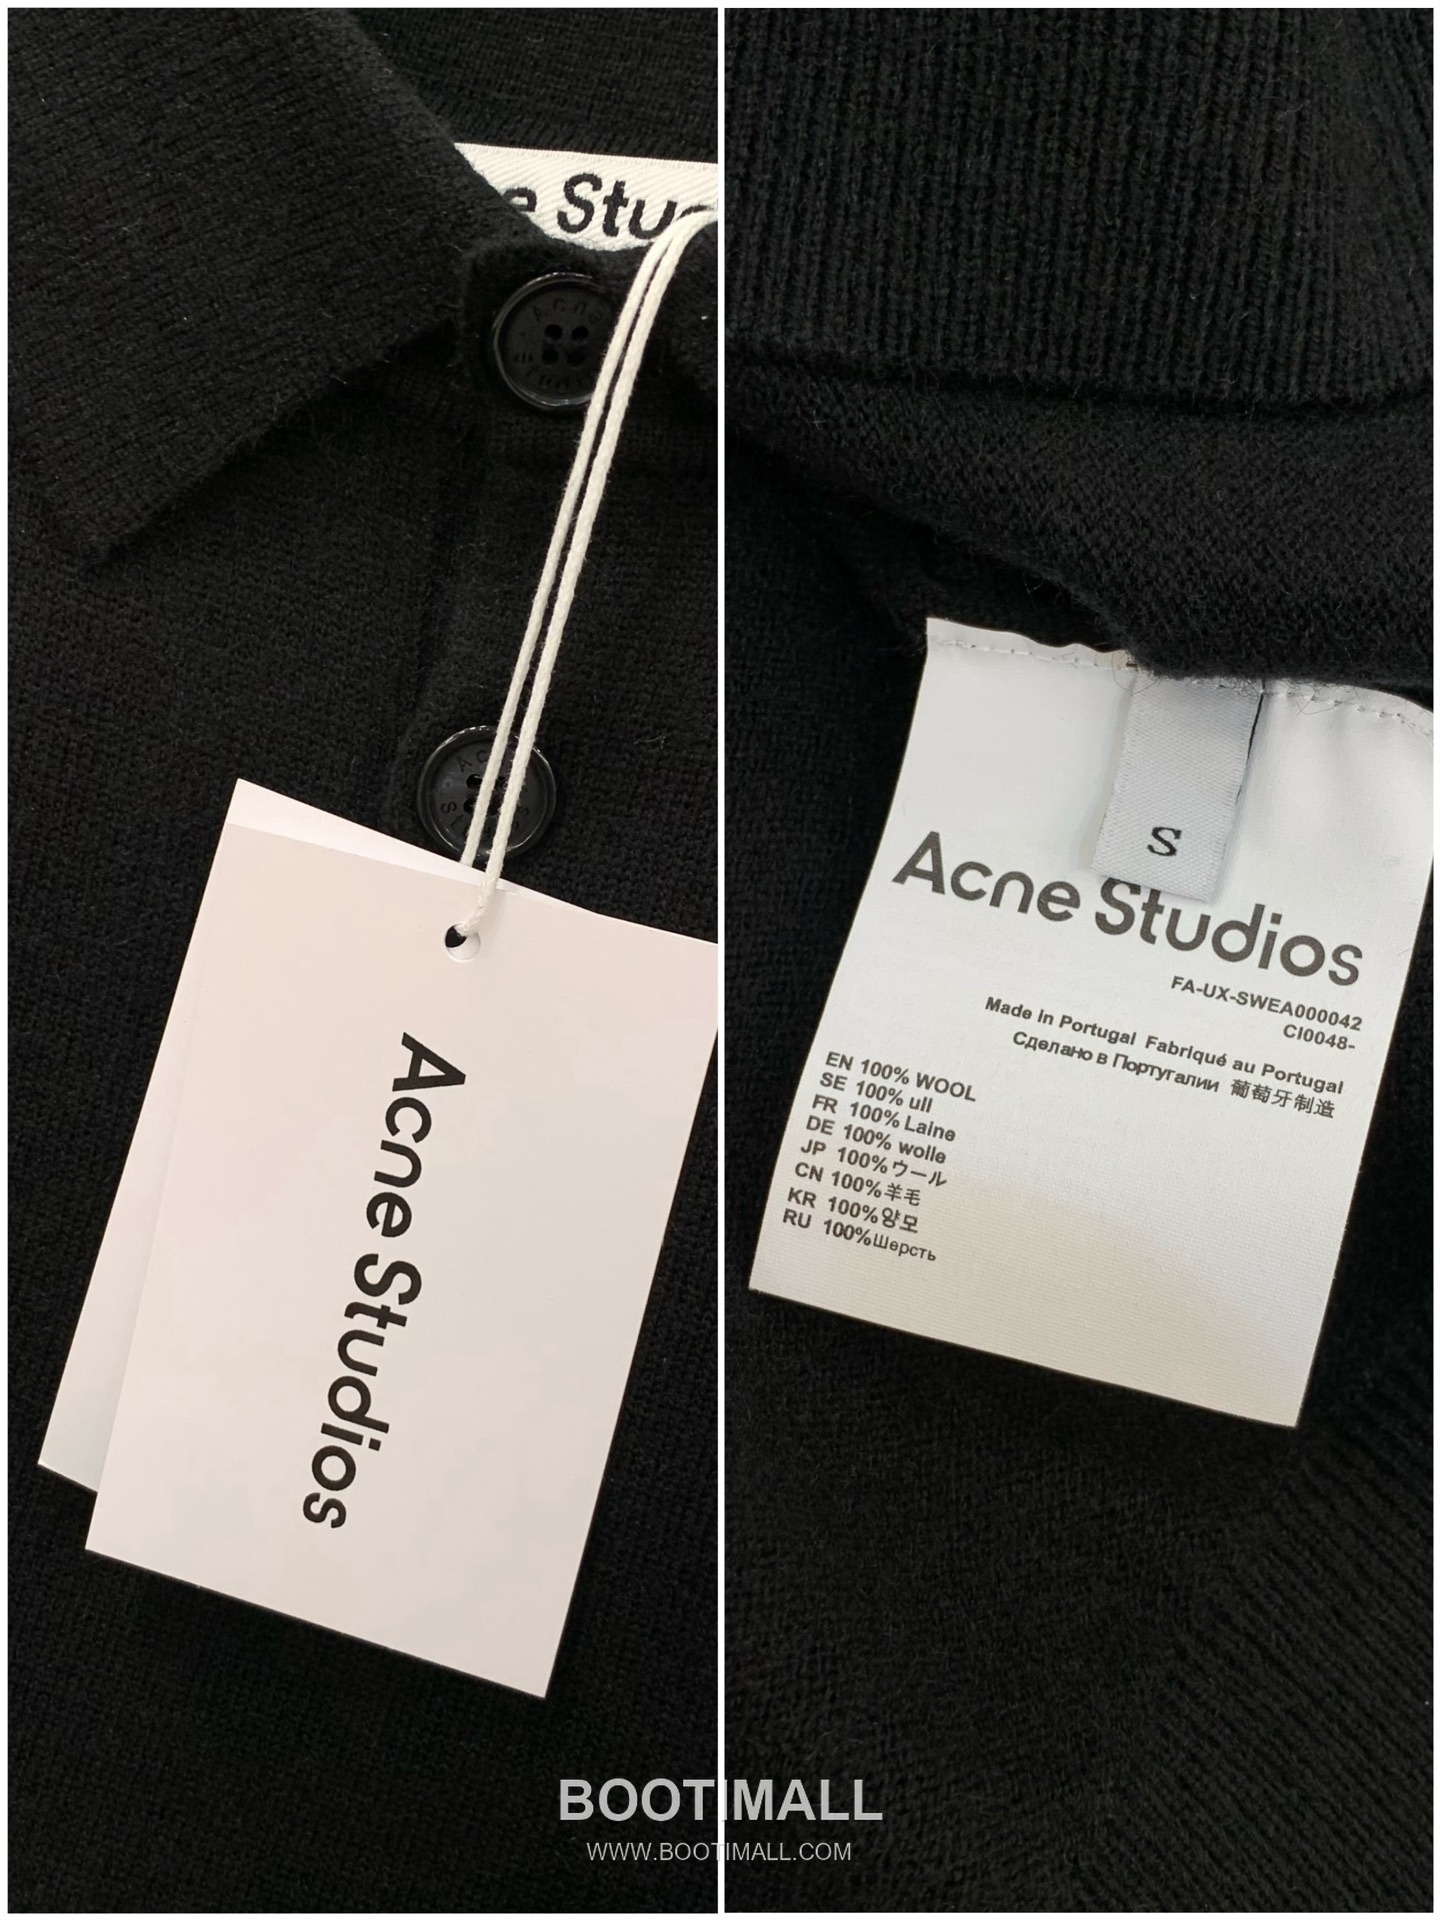 e Stu
Acne
Acne Studios
S
Acne Studios
FA-UX-SWEA000042
CI0048-
Made in Portugal Fabriqué au Portugal
Сделано в Португалии 葡萄牙制造
EN 100% WOOL
SE 100% ull
FR 100% Laine
DE 100% wolle
JP 100%ウール
CN 100%羊毛
KR 100%양모
RU 100%Шерсть
BOOTIMALL
WWW.BOOTIMALL.COM